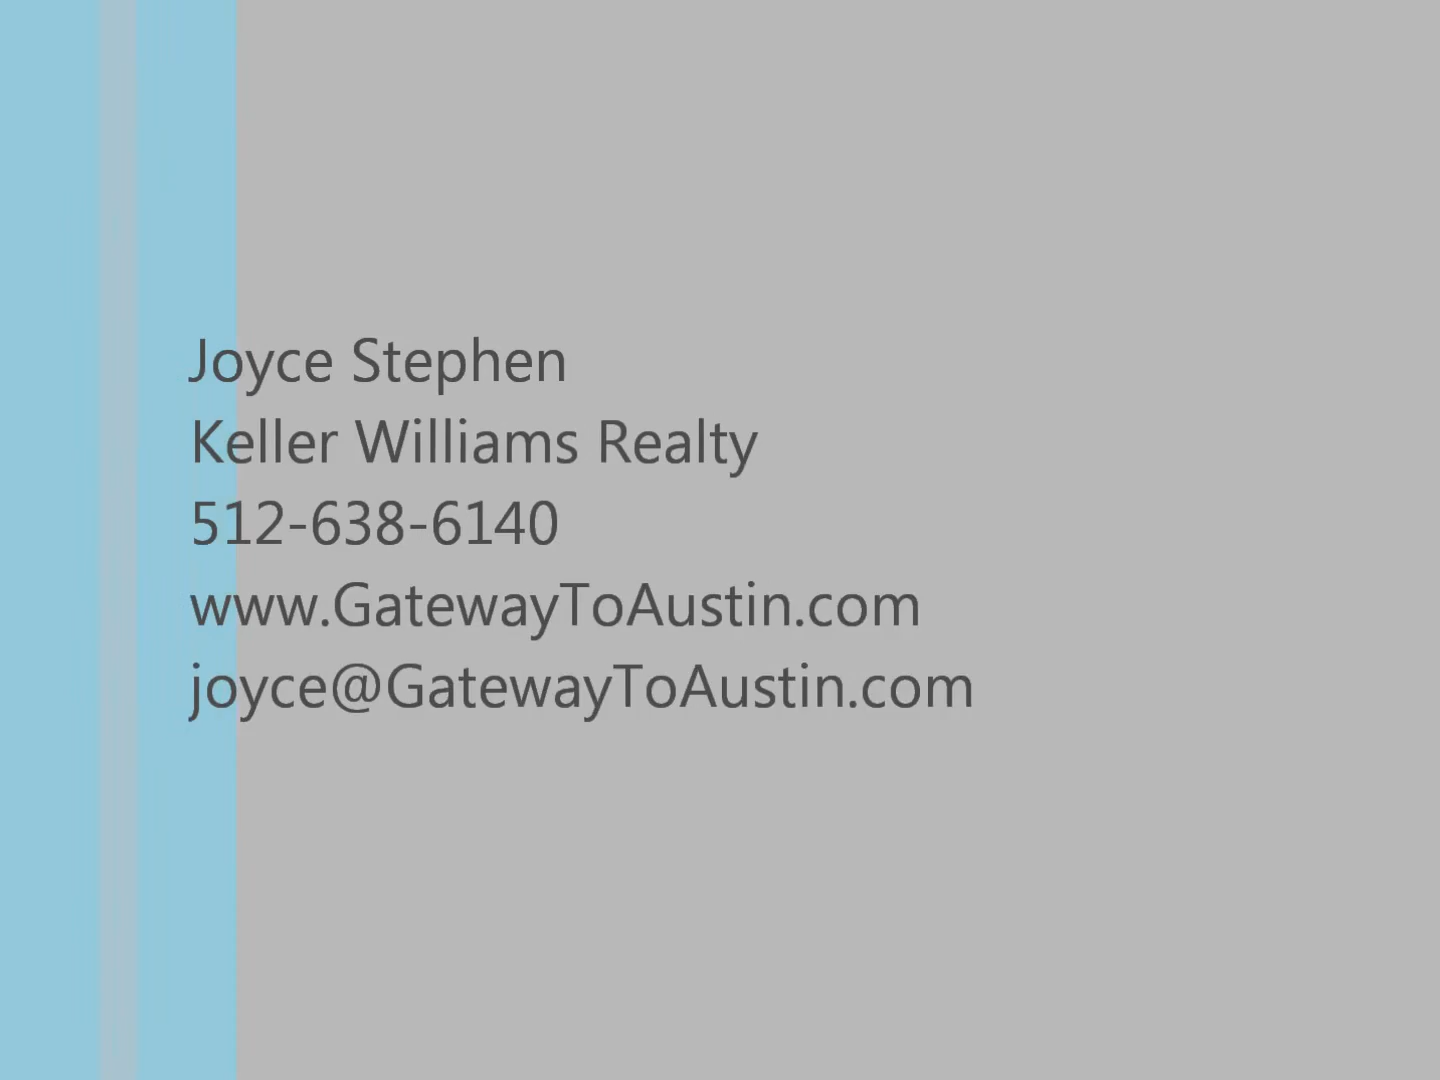 Joyce Stephen
Keller Williams Realty
512-638-6140
www.GatewayToAustin.com
joyce@GatewayToAustin.com